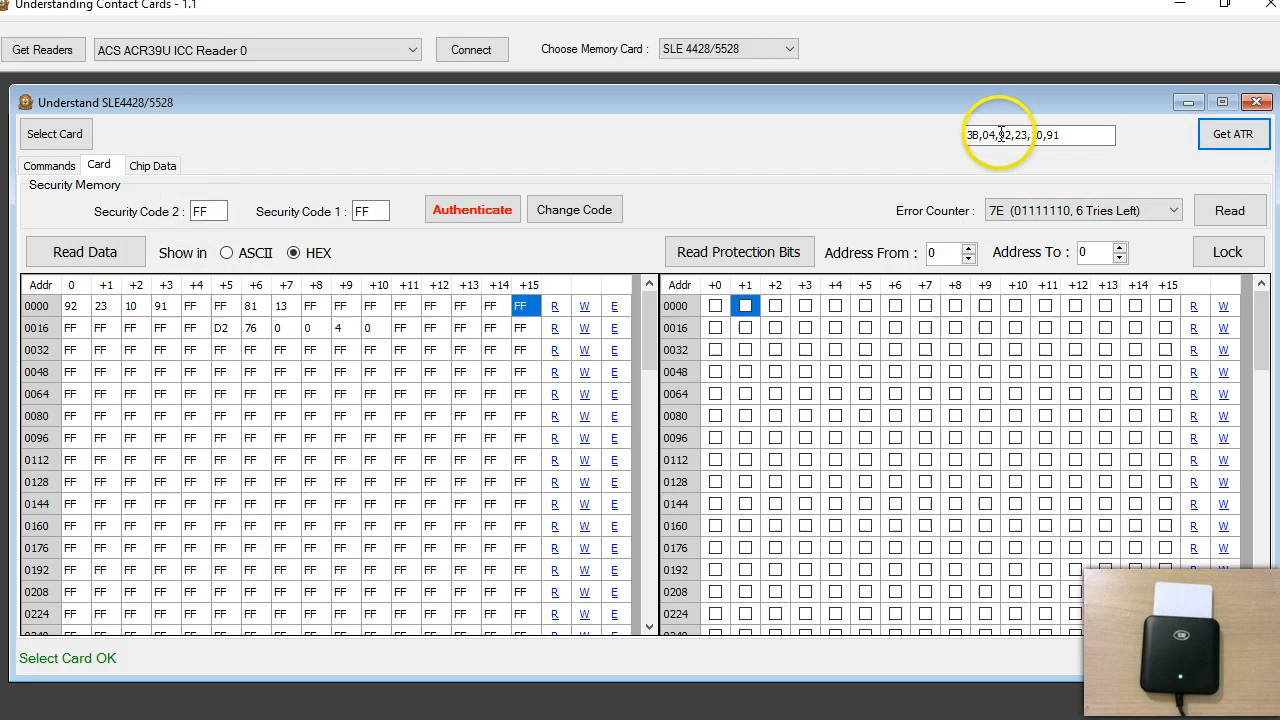 Understanding Contact Cards - 1.1
Get Readers ACS ACR39U ICC Reader 0 Connect Choose Memory Card : SLE 4428/5528
Understand SLE4428/5528
Select Card 3B,04,92,23,10,91 Get ATR
Commands Card Chip Data
Security Memory
Security Code 2 : FF Security Code 1 : FF Authenticate Change Code Error Counter : 7E (01111110, 6 Tries Left) Read
Read Data Show in ASCII HEX Read Protection Bits Address From : 0 Address To : 0 Lock
Addr 0 +1 +2 +3 +4 +5 +6 +7 +8 +9 +10 +11 +12 +13 +14 +15 Addr +0 +1 +2 +3 +4 +5 +6 +7 +8 +9 +10 +11 +12 +13 +14 +15
0000 92 23 10 91 FF FF 81 13 FF FF FF FF FF FF FF FF R W E 0000 R W
0016 FF FF FF FF FF D2 76 0 0 4 0 FF FF FF FF FF R W E 0016 R W
0032 FF FF FF FF FF FF FF FF FF FF FF FF FF FF FF FF R W E 0032 R W
0048 FF FF FF FF FF FF FF FF FF FF FF FF FF FF FF FF R W E 0048 R W
0064 FF FF FF FF FF FF FF FF FF FF FF FF FF FF FF FF R W E 0064 R W
0080 FF FF FF FF FF FF FF FF FF FF FF FF FF FF FF FF R W E 0080 R W
0096 FF FF FF FF FF FF FF FF FF FF FF FF FF FF FF FF R W E 0096 R W
0112 FF FF FF FF FF FF FF FF FF FF FF FF FF FF FF FF R W E 0112 R W
0128 FF FF FF FF FF FF FF FF FF FF FF FF FF FF FF FF R W E 0128 R W
0144 FF FF FF FF FF FF FF FF FF FF FF FF FF FF FF FF R W E 0144 R W
0160 FF FF FF FF FF FF FF FF FF FF FF FF FF FF FF FF R W E 0160 R W
0176 FF FF FF FF FF FF FF FF FF FF FF FF FF FF FF FF R W E 0176 R W
0192 FF FF FF FF FF FF FF FF FF FF FF FF FF FF FF FF R W E 0192
0208 FF FF FF FF FF FF FF FF FF FF FF FF FF FF FF FF R W E 0208
0224 FF FF FF FF FF FF FF FF FF FF FF FF FF FF FF FF R W E 0224
Select Card OK